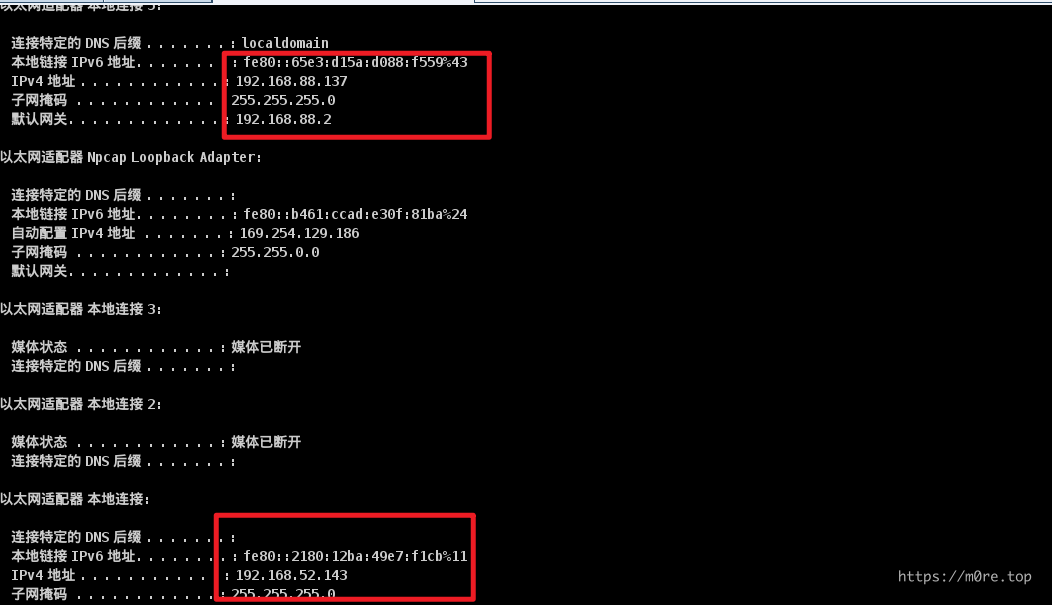 以太网适配器 本地连接 5:
连接特定的 DNS 后缀 . . . . . . . : localdomain
本地链接 IPv6 地址. . . . . . . . : fe80::65e3:d15a:d088:f559%43
IPv4 地址 . . . . . . . . . . . . : 192.168.88.137
子网掩码 . . . . . . . . . . . . : 255.255.255.0
默认网关. . . . . . . . . . . . . : 192.168.88.2
以太网适配器 Npcap Loopback Adapter:
连接特定的 DNS 后缀 . . . . . . . :
本地链接 IPv6 地址. . . . . . . . : fe80::b461:ccad:e30f:81ba%24
自动配置 IPv4 地址 . . . . . . . : 169.254.129.186
子网掩码 . . . . . . . . . . . . : 255.255.0.0
默认网关. . . . . . . . . . . . . :
以太网适配器 本地连接 3:
媒体状态 . . . . . . . . . . . . : 媒体已断开
连接特定的 DNS 后缀 . . . . . . . :
以太网适配器 本地连接 2:
媒体状态 . . . . . . . . . . . . : 媒体已断开
连接特定的 DNS 后缀 . . . . . . . :
以太网适配器 本地连接:
连接特定的 DNS 后缀 . . . . . . . :
本地链接 IPv6 地址. . . . . . . . : fe80::2180:12ba:49e7:f1cb%11
IPv4 地址 . . . . . . . . . . . . : 192.168.52.143
子网掩码 . . . . . . . . . . . . : 255.255.255.0
https://m0re.top